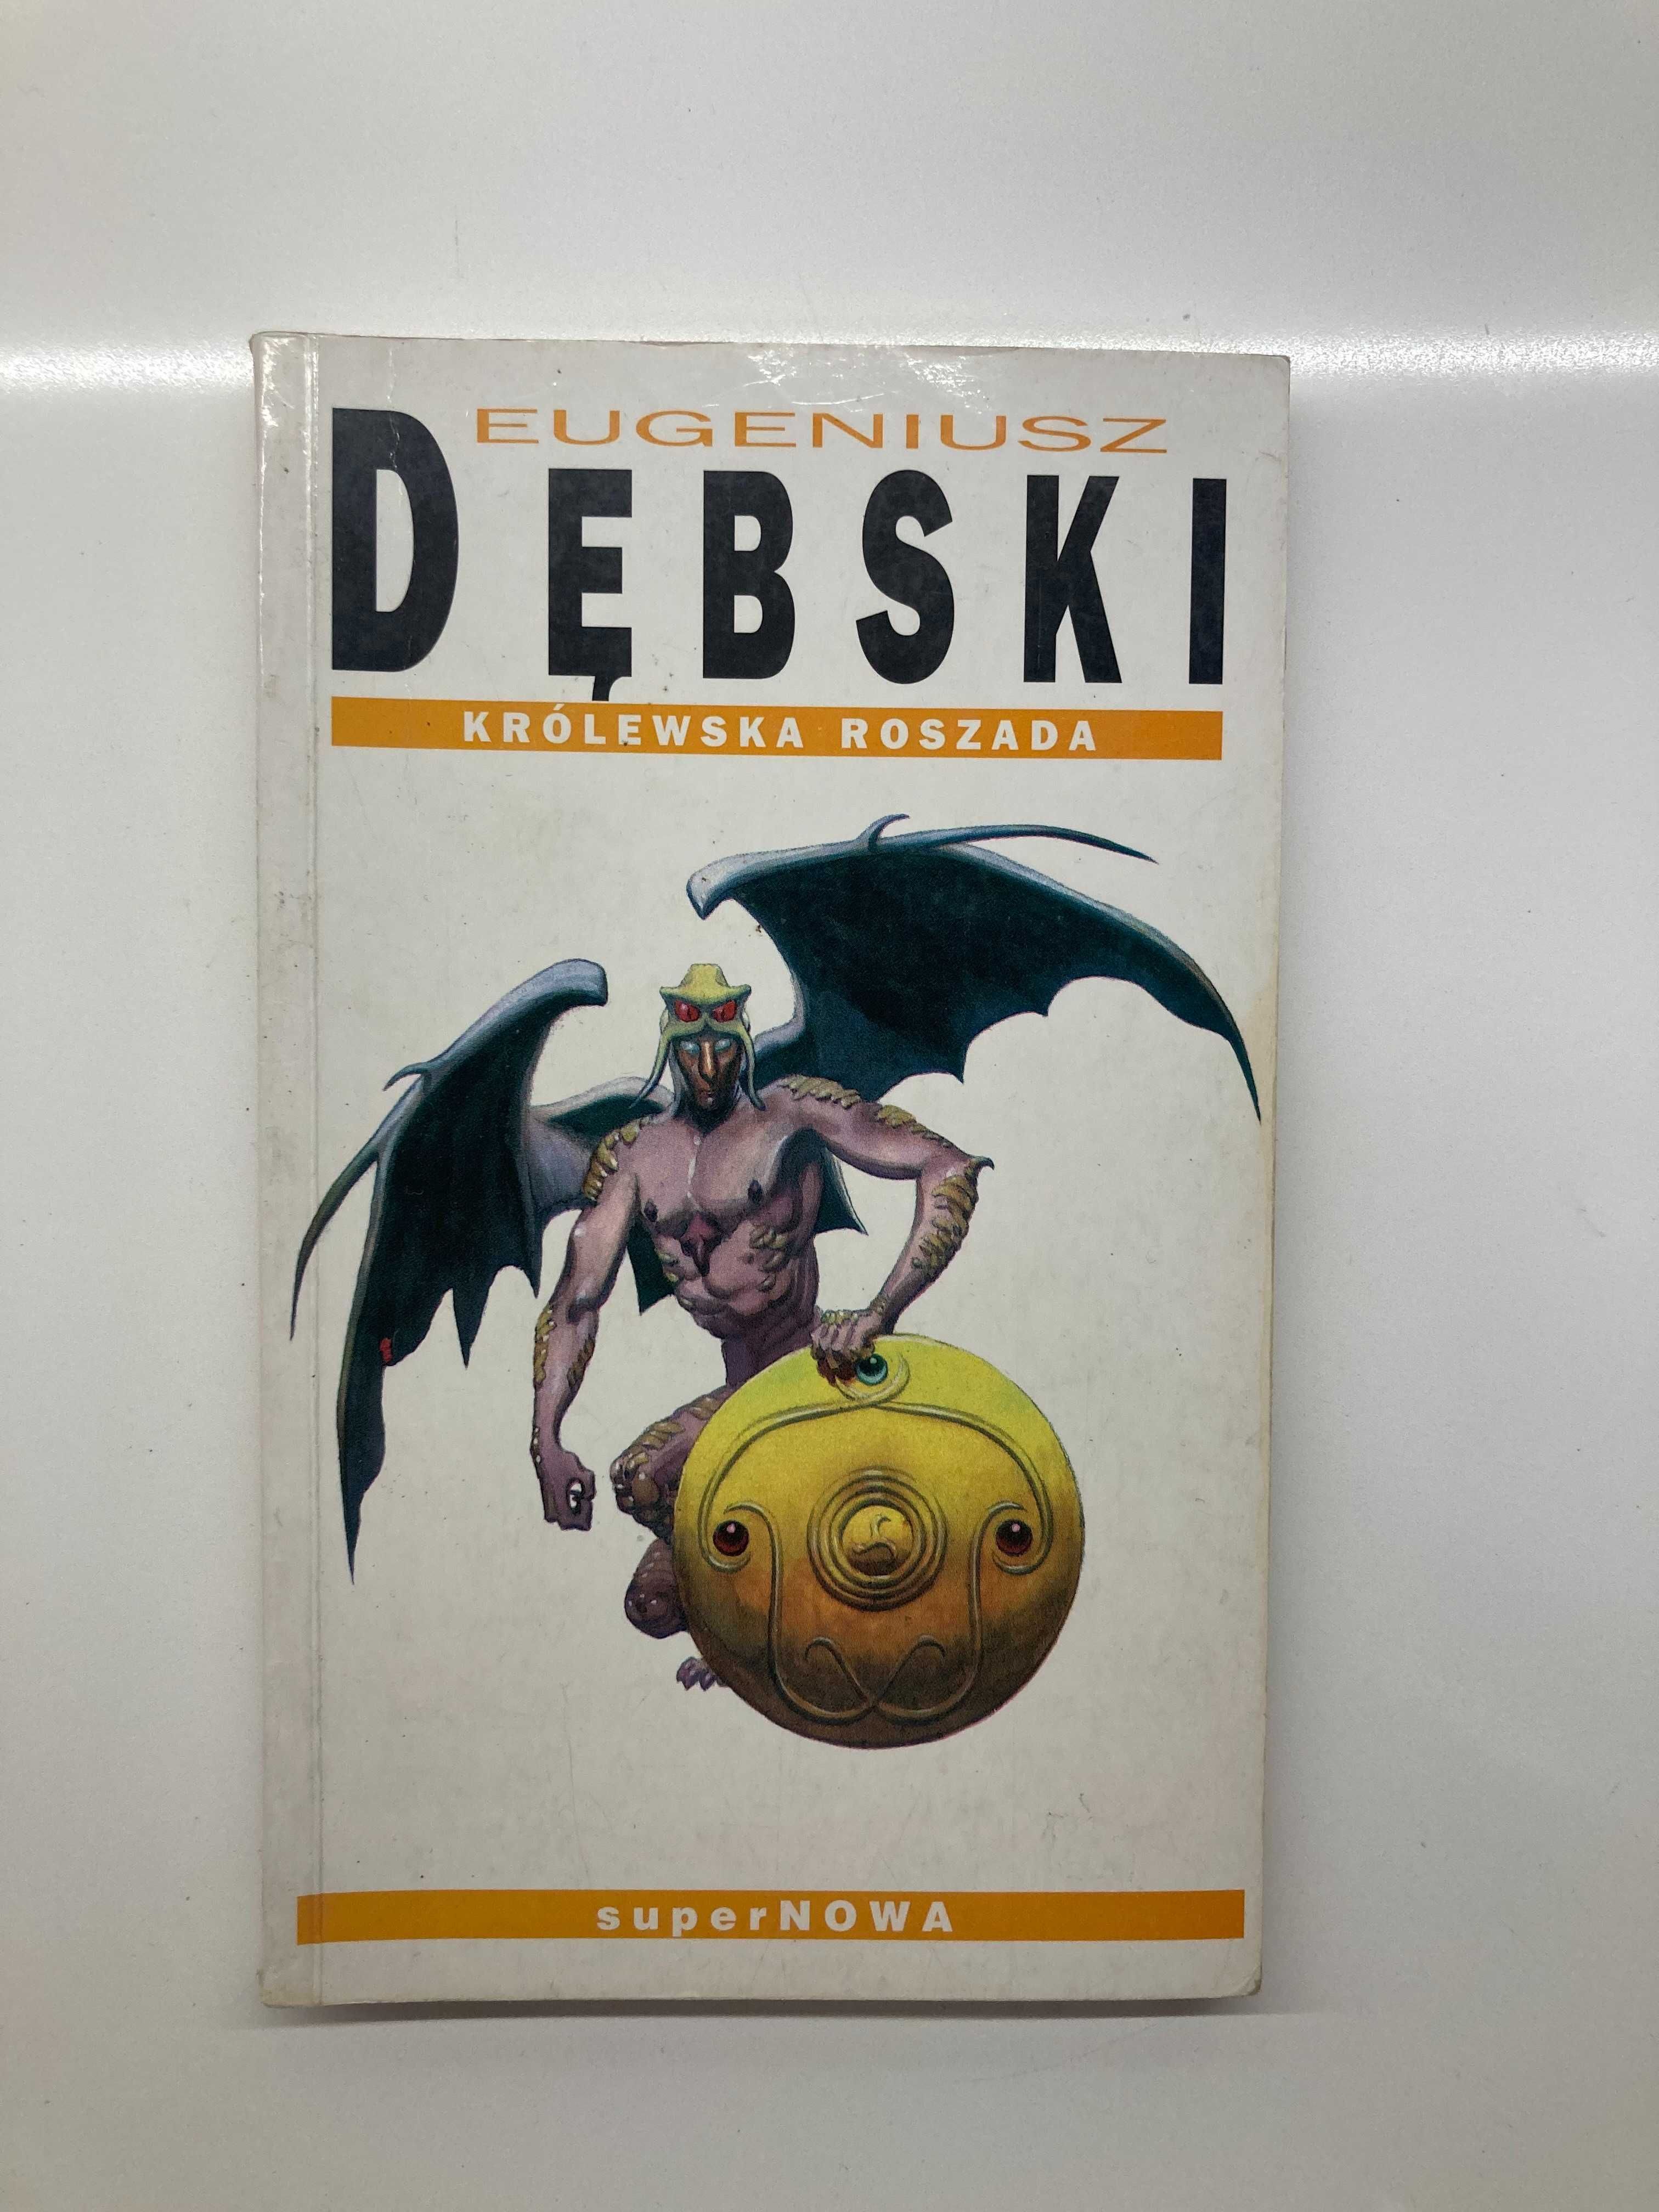 EUGENIUSZ
DĘBSKI
KRÓLEWSKA ROSZADA
superNOWA